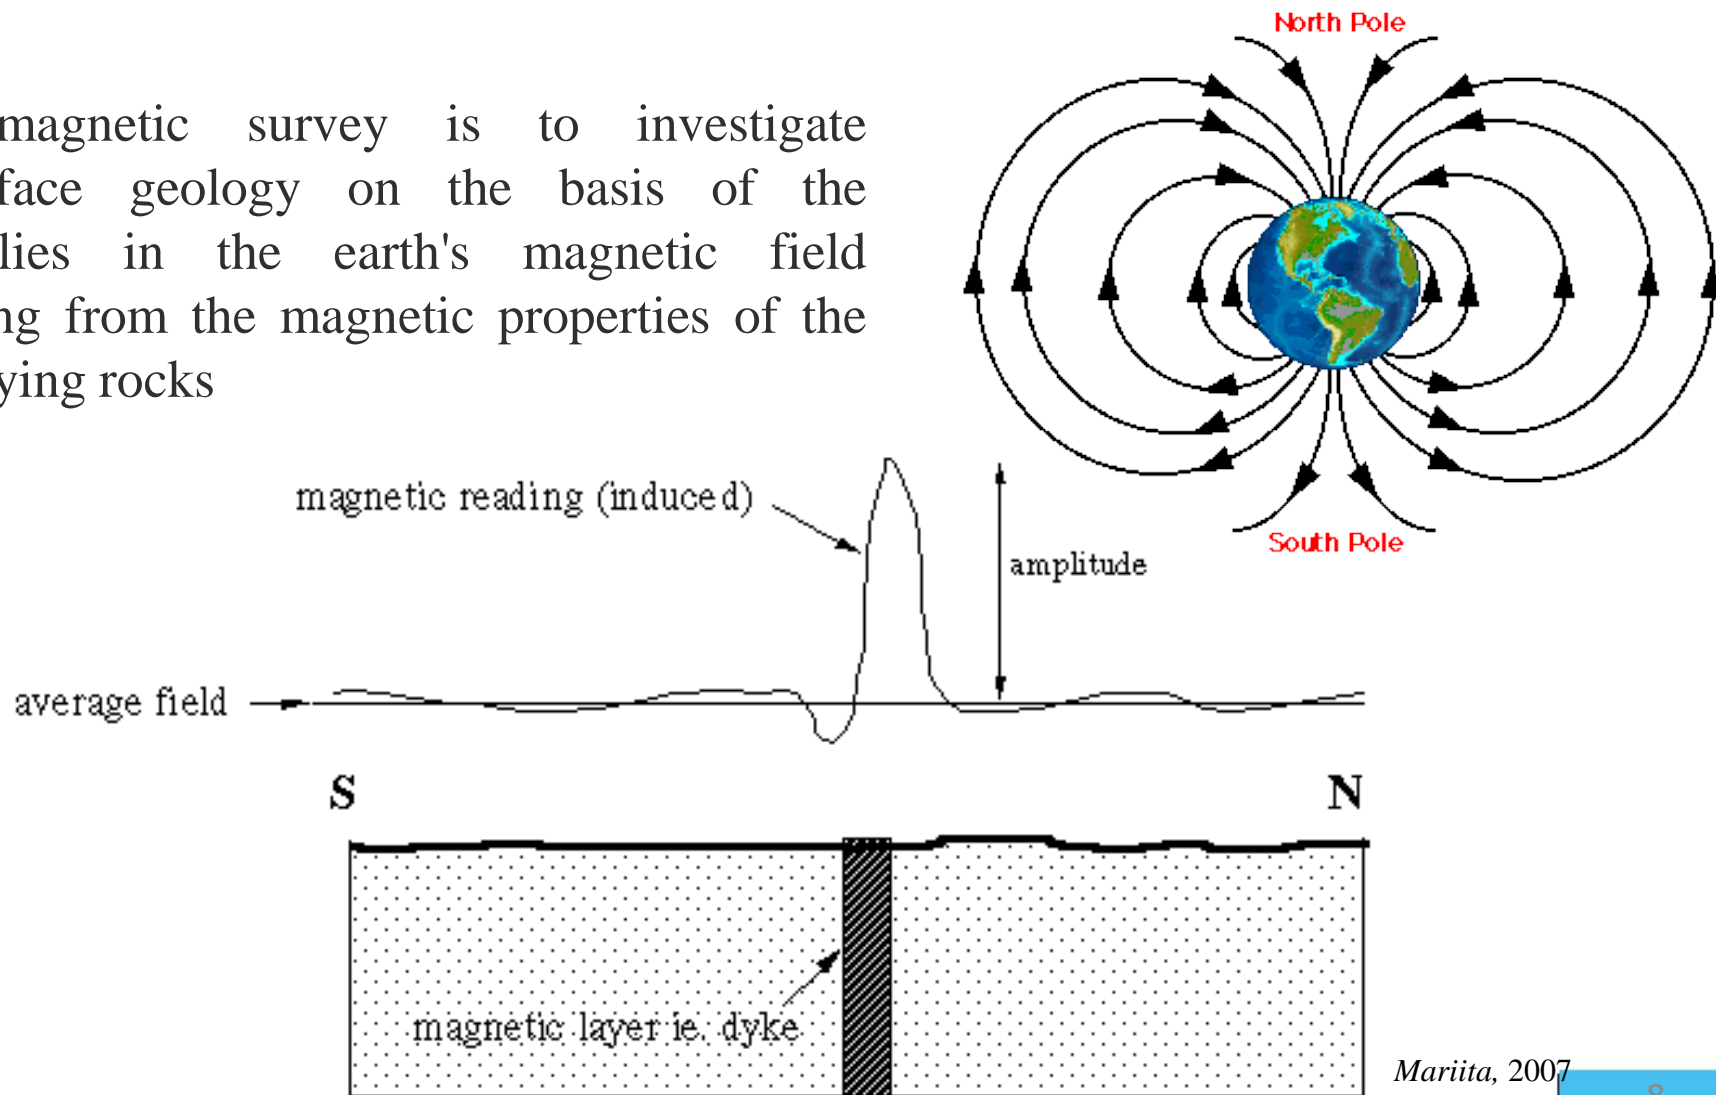 magnetic survey is to investigate
face geology on the basis of the
lies in the earth's magnetic field
ng from the magnetic properties of the
ying rocks
North Pole
South Pole
magnetic reading (induced)
amplitude
average field
S N
magnetic layer ie. dyke
Mariita, 2007
8